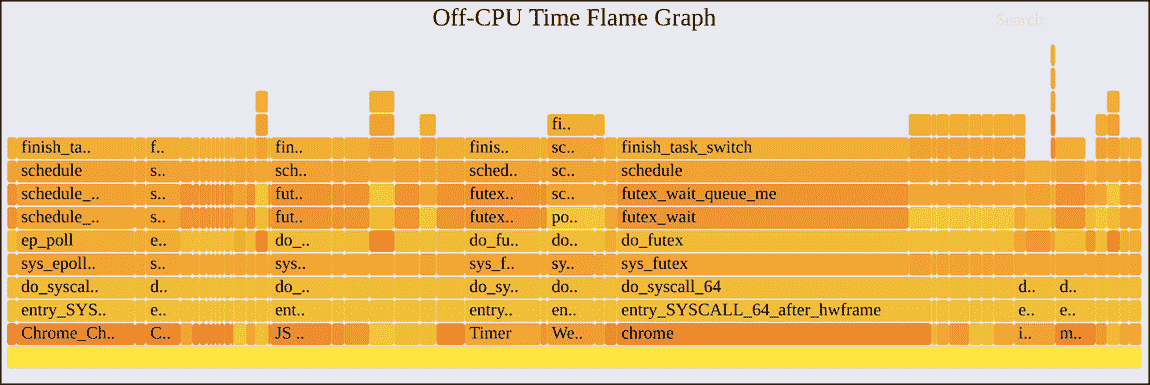 Off-CPU Time Flame Graph
Search
fi..
finish_ta.. f.. fin.. finis.. sc.. finish_task_switch
schedule s.. sch.. sched.. sc.. schedule
schedule_.. s.. fut.. futex.. sc.. futex_wait_queue_me
schedule_.. s.. fut.. futex.. po.. futex_wait
ep_poll e.. do_.. do_fu.. do.. do_futex
sys_epoll.. s.. sys.. sys_f.. sy.. sys_futex
do_syscal.. d.. do_.. do_sy.. do.. do_syscall_64 d.. d..
entry_SYS.. e.. ent.. entry.. en.. entry_SYSCALL_64_after_hwframe e.. e..
Chrome_Ch.. C.. JS .. Timer We.. chrome i.. m..